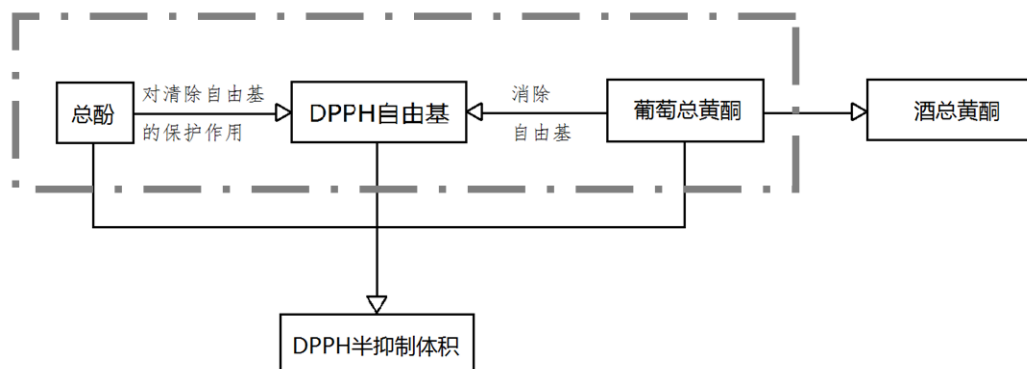 总酚
对清除自由基
的保护作用
DPPH自由基
消除
自由基
葡萄总黄酮
酒总黄酮
DPPH半抑制体积